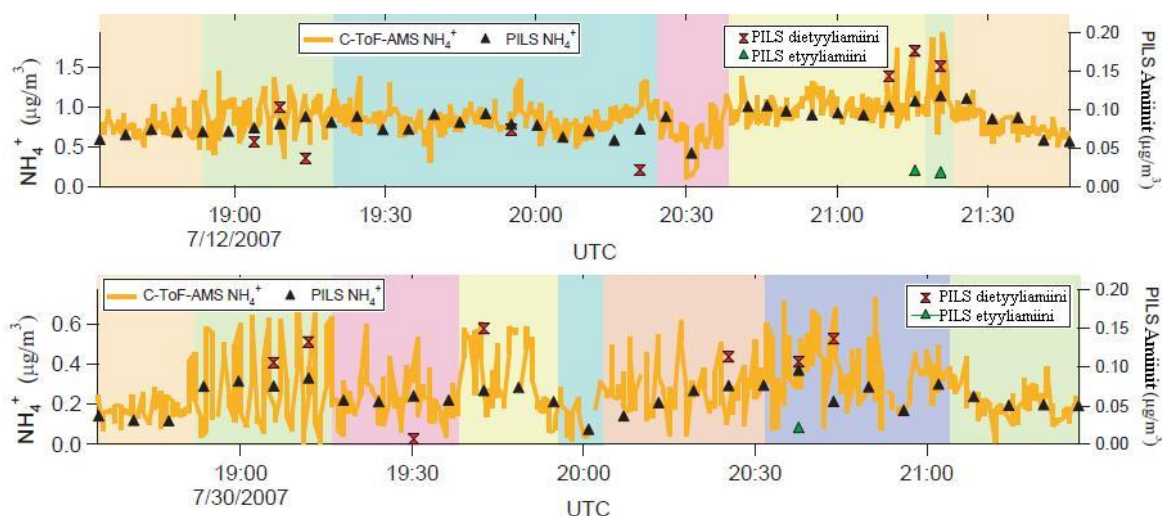 C-ToF-AMS NH₄⁺ PILS NH₄⁺
PILS dietyyliamiini
PILS etyyliamiini
NH₄⁺ (µg/m³)
1.5
1.0
0.5
0.0
0.20
0.15
0.10
0.05
0.00
PILS Amiinit (µg/m³)
19:00 19:30 20:00 20:30 21:00 21:30
7/12/2007
UTC
C-ToF-AMS NH₄⁺ PILS NH₄⁺
PILS dietyyliamiini
PILS etyyliamiini
NH₄⁺ (µg/m³)
0.6
0.4
0.2
0.0
0.20
0.15
0.10
0.05
0.00
PILS Amiinit (µg/m³)
19:00 19:30 20:00 20:30 21:00
7/30/2007
UTC